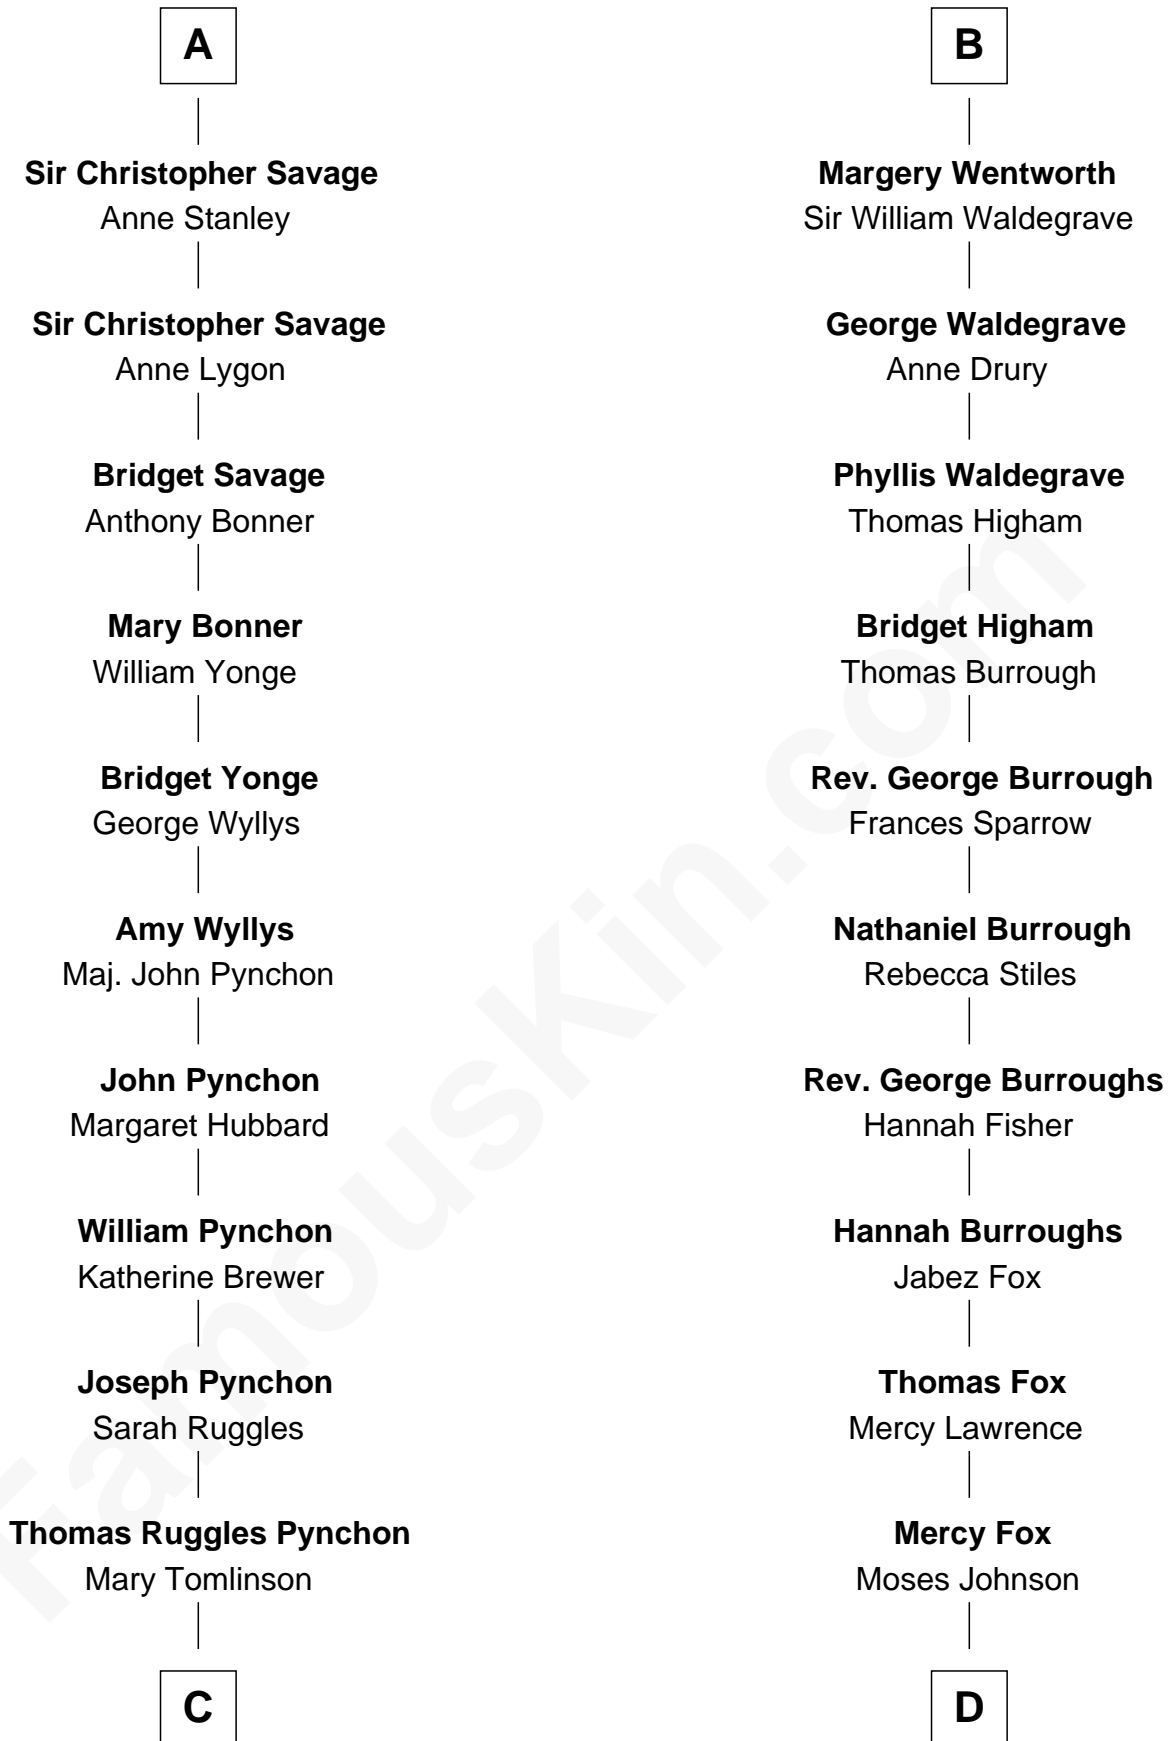 A
Sir Christopher Savage
Anne Stanley
Sir Christopher Savage
Anne Lygon
Bridget Savage
Anthony Bonner
Mary Bonner
William Yonge
Bridget Yonge
George Wyllys
Amy Wyllys
Maj. John Pynchon
John Pynchon
Margaret Hubbard
William Pynchon
Katherine Brewer
Joseph Pynchon
Sarah Ruggles
Thomas Ruggles Pynchon
Mary Tomlinson
C
B
Margery Wentworth
Sir William Waldegrave
George Waldegrave
Anne Drury
Phyllis Waldegrave
Thomas Higham
Bridget Higham
Thomas Burrough
Rev. George Burrough
Frances Sparrow
Nathaniel Burrough
Rebecca Stiles
Rev. George Burroughs
Hannah Fisher
Hannah Burroughs
Jabez Fox
Thomas Fox
Mercy Lawrence
Mercy Fox
Moses Johnson
D
FamousKin.com